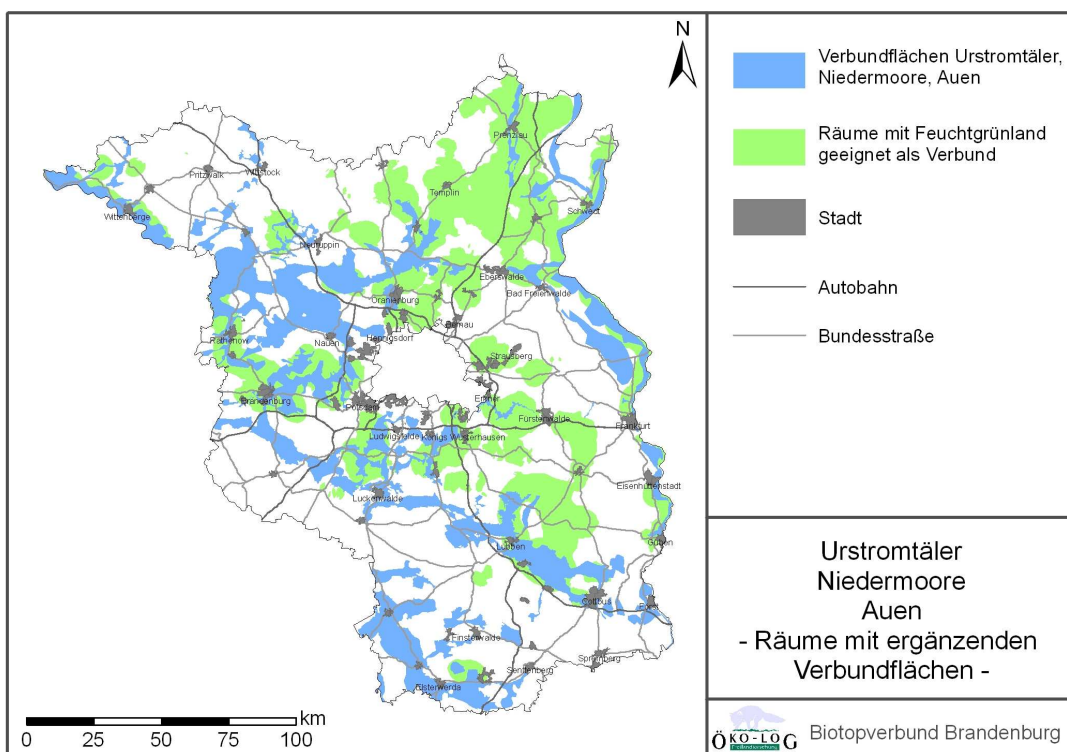 N
Prenzlau
Pritzwalk
Wittstock
Templin
Schwedt
Wittenberge
Neuruppin
Eberswalde
Bad Freienwalde
Oranienburg
Bernau
Rathenow
Nauen
Hennigsdorf
Strausberg
Erkner
Brandenburg
Potsdam
Fürstenwalde
Frankfurt
Ludwigsfelde
Königs Wusterhausen
Eisenhüttenstadt
Luckenwalde
Lübben
Guben
Cottbus
Forst
Finsterwalde
Spremberg
Senftenberg
Elsterwerda
km
0 25 50 75 100
Verbundflächen Urstromtäler,
Niedermoore, Auen
Räume mit Feuchtgrünland
geeignet als Verbund
Stadt
Autobahn
Bundesstraße
Urstromtäler
Niedermoore
Auen
- Räume mit ergänzenden
Verbundflächen -
ÖKO-LOG
Freilandforschung
Biotopverbund Brandenburg